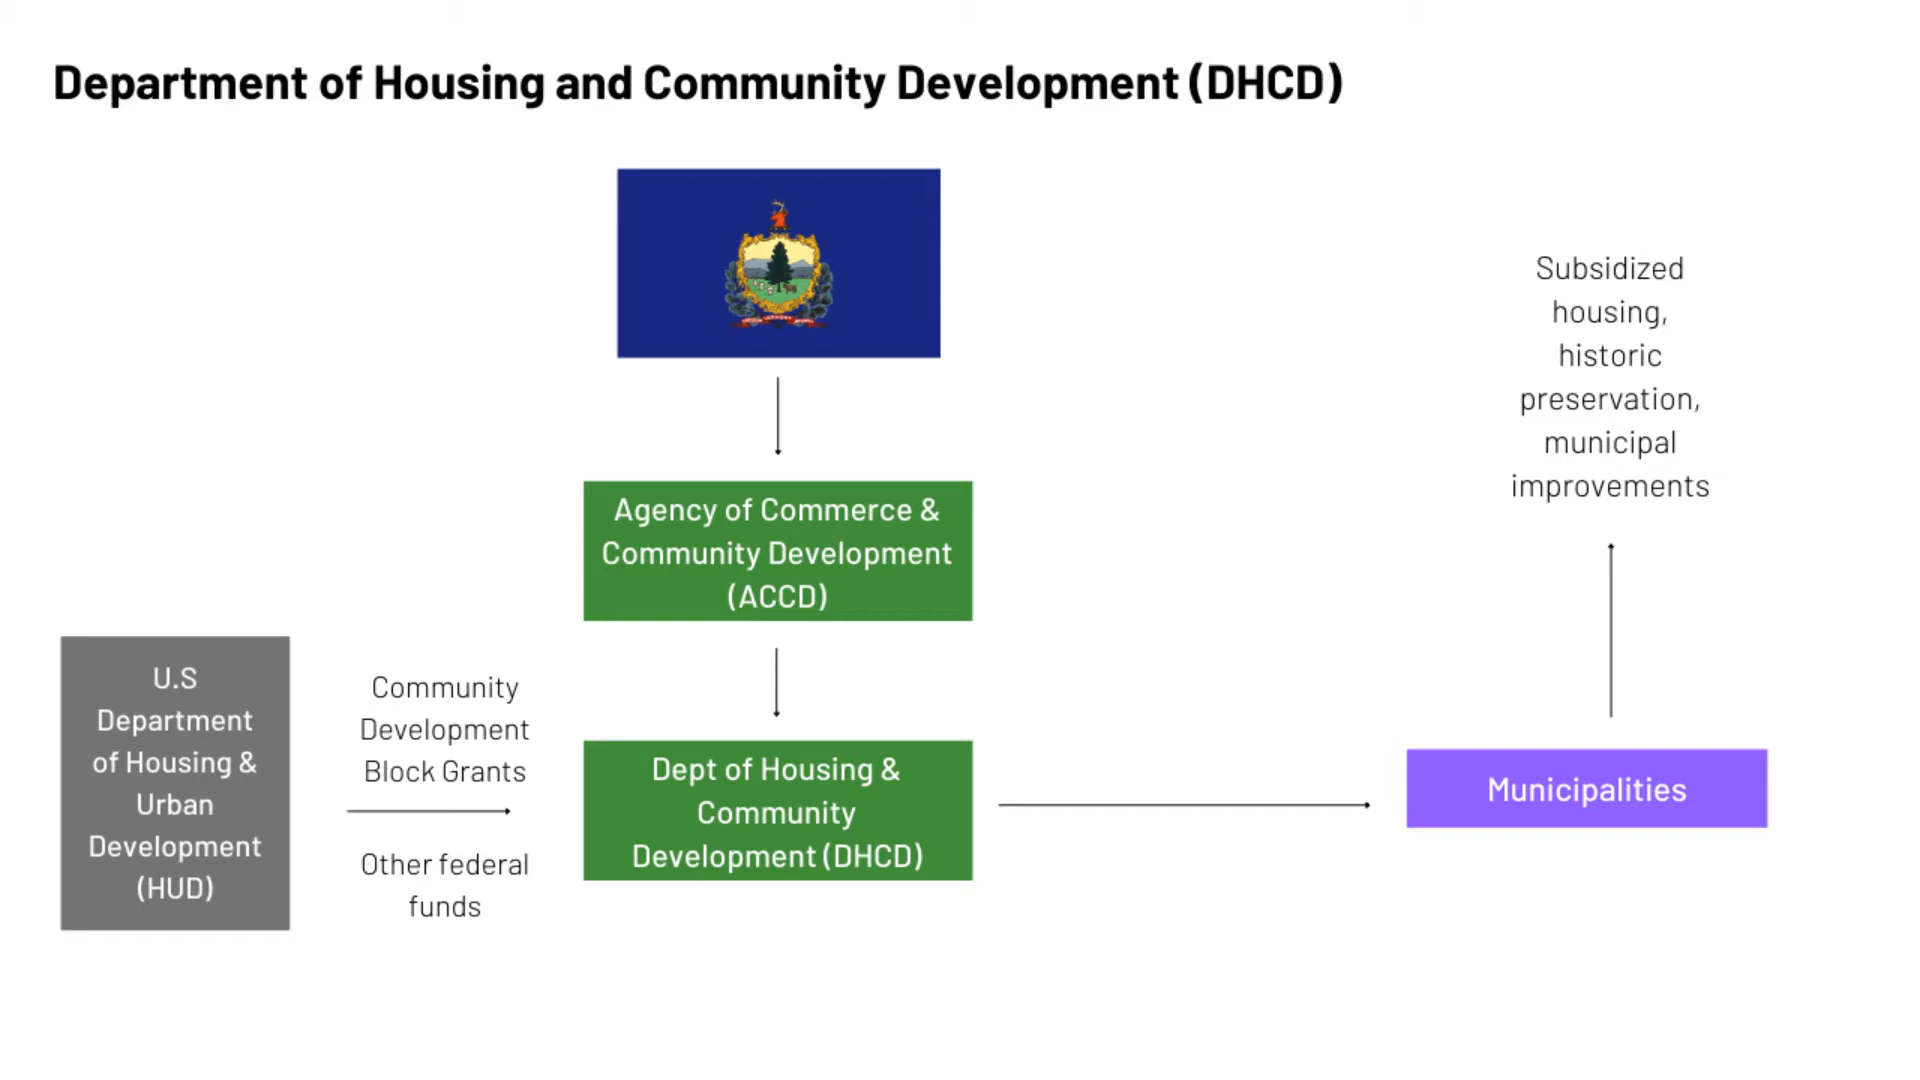 Department of Housing and Community Development (DHCD)
Subsidized
housing,
historic
preservation,
municipal
improvements
Agency of Commerce &
Community Development
(ACCD)
U.S
Department
of Housing &
Urban
Development
(HUD)
Community
Development
Block Grants
Other federal
funds
Dept of Housing &
Community
Development (DHCD)
Municipalities